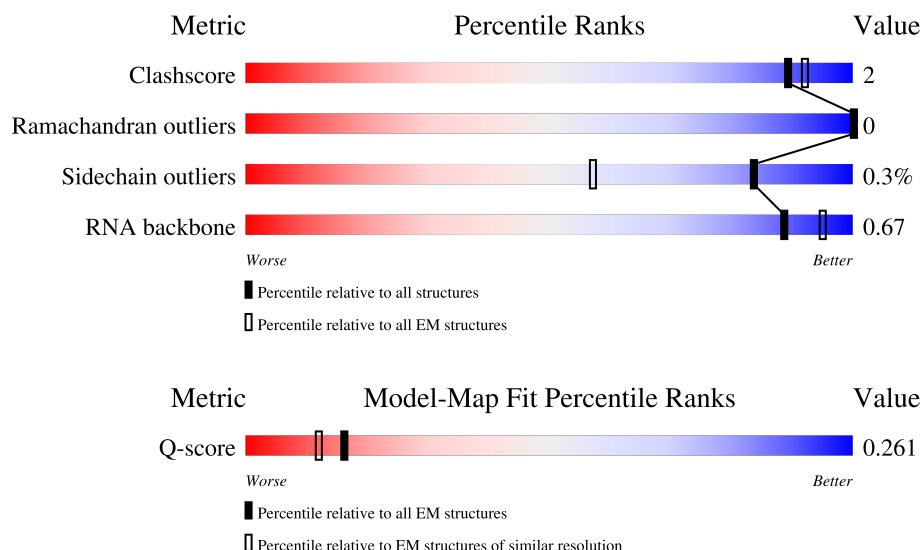 Metric Percentile Ranks Value
Clashscore 2
Ramachandran outliers 0
Sidechain outliers 0.3%
RNA backbone 0.67
Worse Better
Percentile relative to all structures
Percentile relative to all EM structures
Metric Model-Map Fit Percentile Ranks Value
Q-score 0.261
Worse Better
Percentile relative to all EM structures
Percentile relative to EM structures of similar resolution